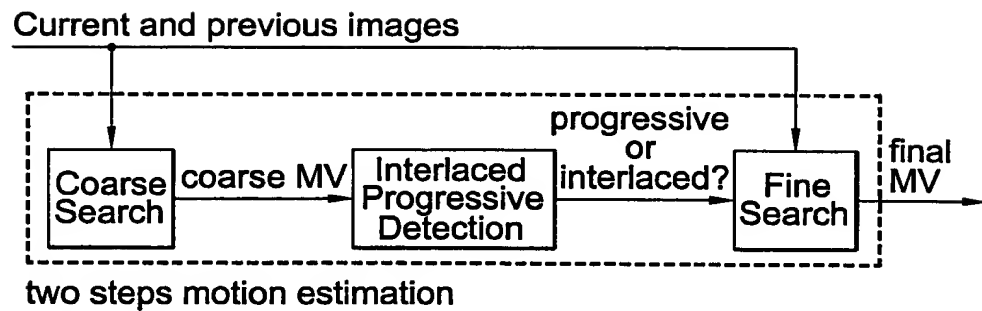 Current and previous images
Coarse
Search
coarse MV
Interlaced
Progressive
Detection
progressive
or
interlaced?
Fine
Search
final
MV
two steps motion estimation